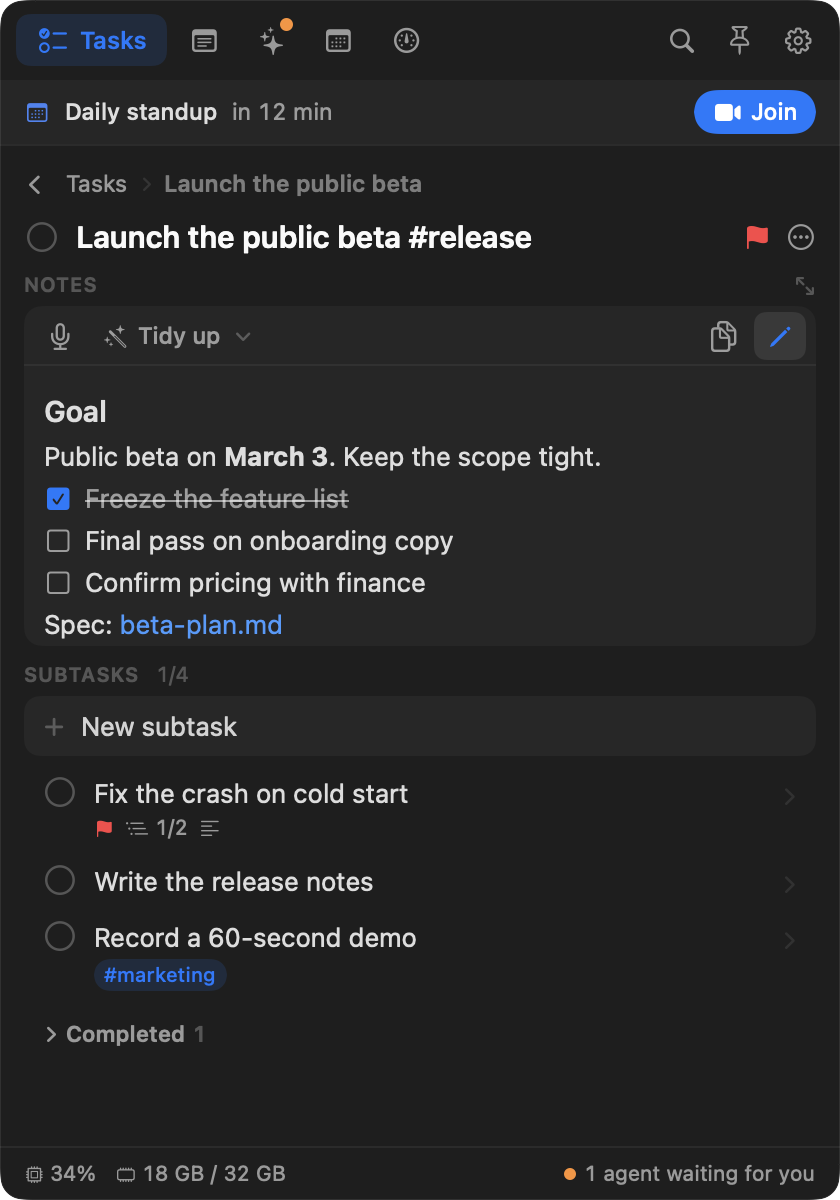 Tasks
Daily standup in 12 min
Join
Tasks
Launch the public beta
Launch the public beta #release
NOTES
Tidy up
Goal
Public beta on March 3. Keep the scope tight.
Freeze the feature list
Final pass on onboarding copy
Confirm pricing with finance
Spec: beta-plan.md
SUBTASKS 1/4
New subtask
Fix the crash on cold start
1/2
Write the release notes
Record a 60-second demo
#marketing
Completed 1
34% 18 GB / 32 GB
1 agent waiting for you